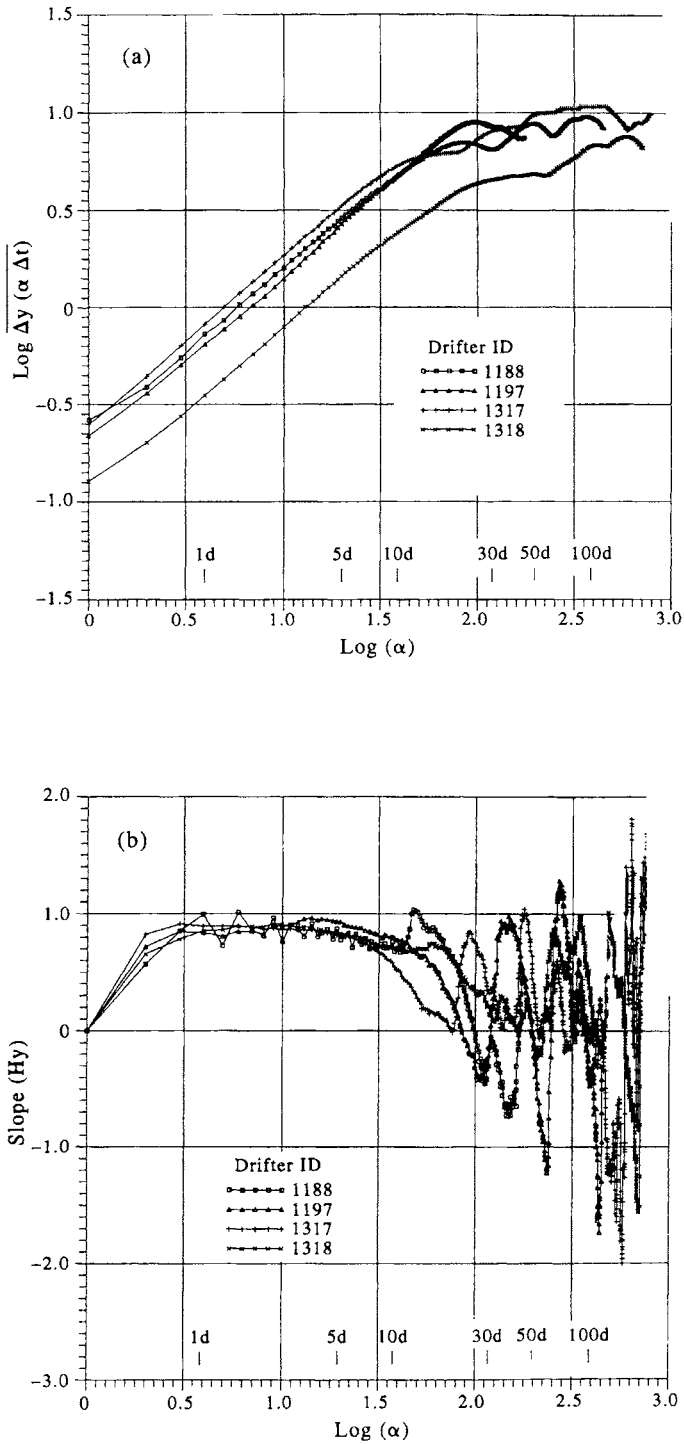 (a)
1.5
1.0
0.5
0
−0.5
−1.0
−1.5
Log Δy (α Δt)
Drifter ID
1188
1197
1317
1318
1d 5d 10d 30d 50d 100d
0 0.5 1.0 1.5 2.0 2.5 3.0
Log (α)
(b)
2.0
1.0
0
−1.0
−2.0
−3.0
Slope (Hy)
Drifter ID
1188
1197
1317
1318
1d 5d 10d 30d 50d 100d
0 0.5 1.0 1.5 2.0 2.5 3.0
Log (α)